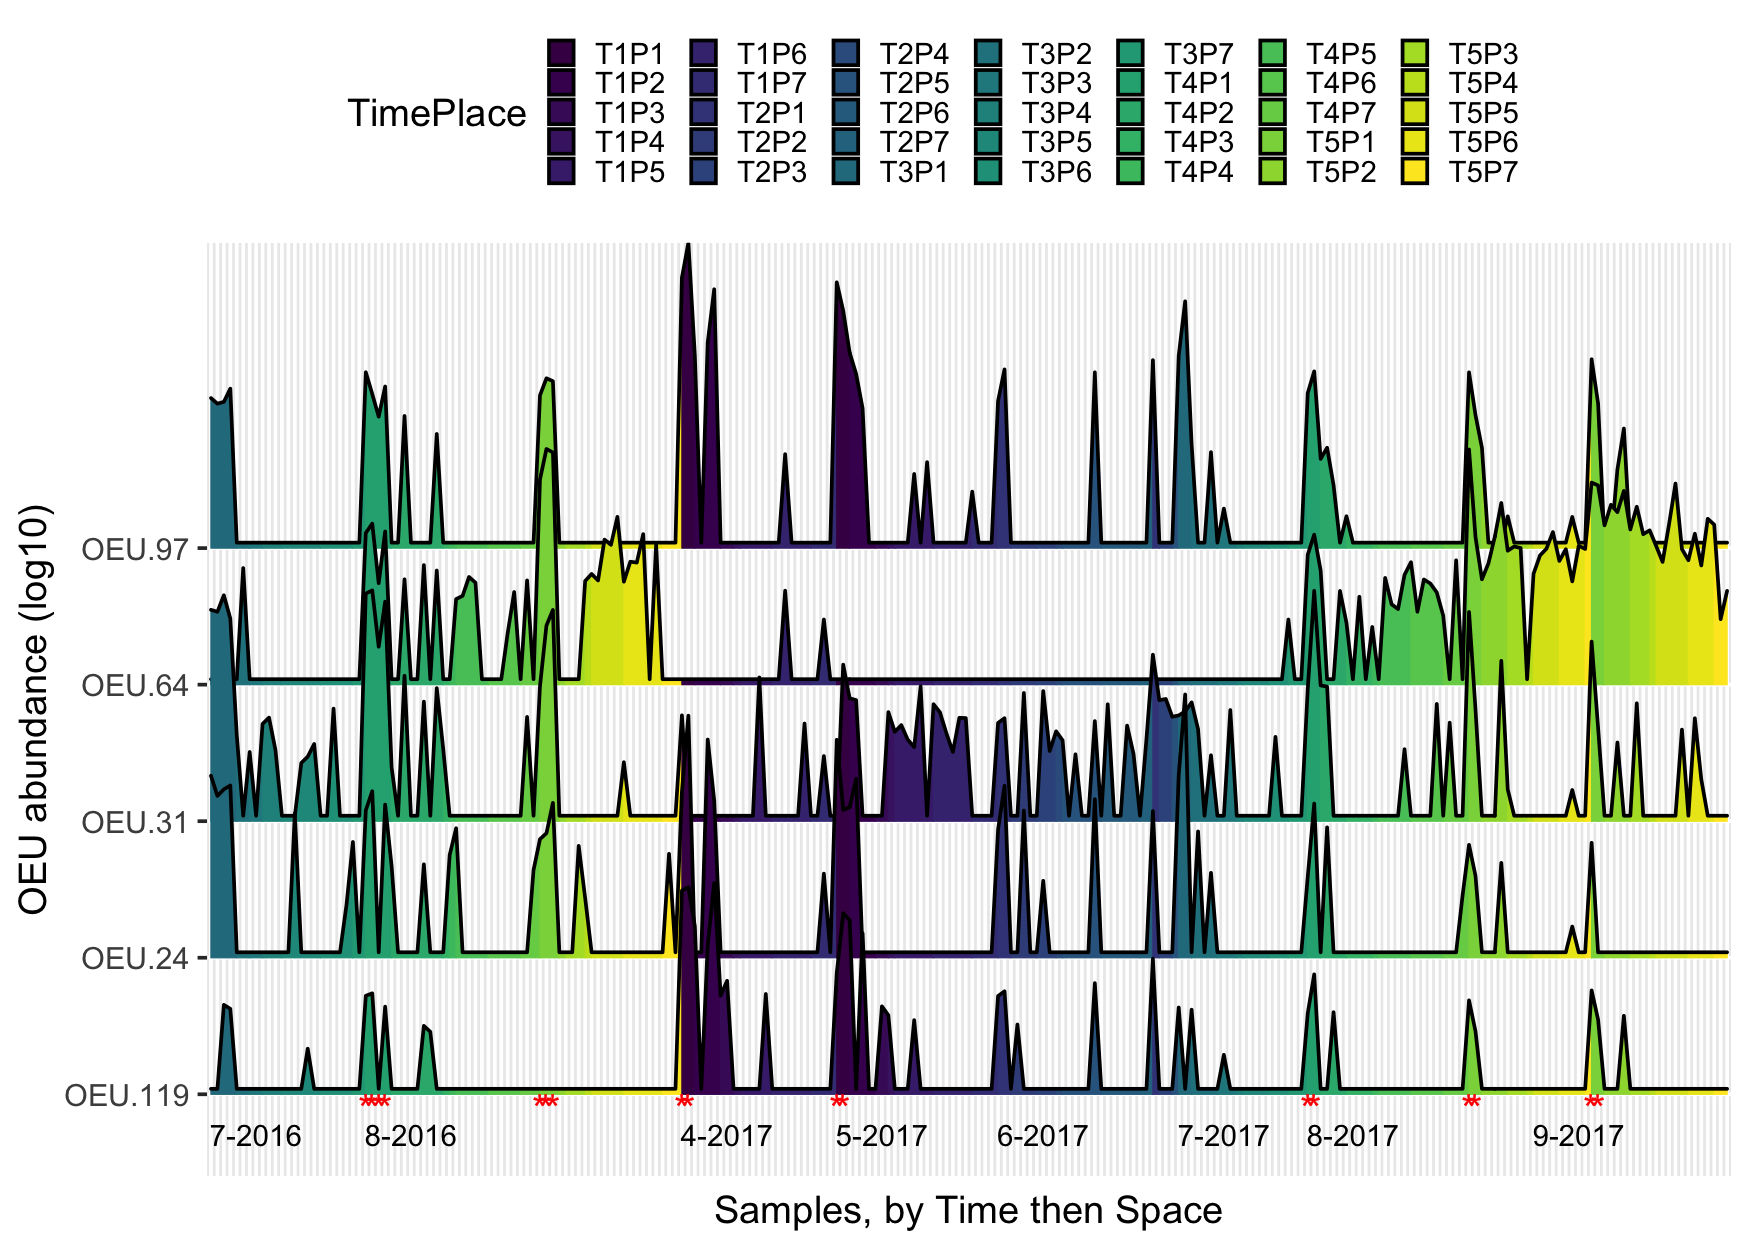 TimePlace
T1P1 T1P6 T2P4 T3P2 T3P7 T4P5 T5P3
T1P2 T1P7 T2P5 T3P3 T4P1 T4P6 T5P4
T1P3 T2P1 T2P6 T3P4 T4P2 T4P7 T5P5
T1P4 T2P2 T2P7 T3P5 T4P3 T5P1 T5P6
T1P5 T2P3 T3P1 T3P6 T4P4 T5P2 T5P7
OEU abundance (log10)
OEU.97
OEU.64
OEU.31
OEU.24
OEU.119
**** *** ** ** ** ** **
7-2016 8-2016 4-2017 5-2017 6-2017 7-2017 8-2017 9-2017
Samples, by Time then Space